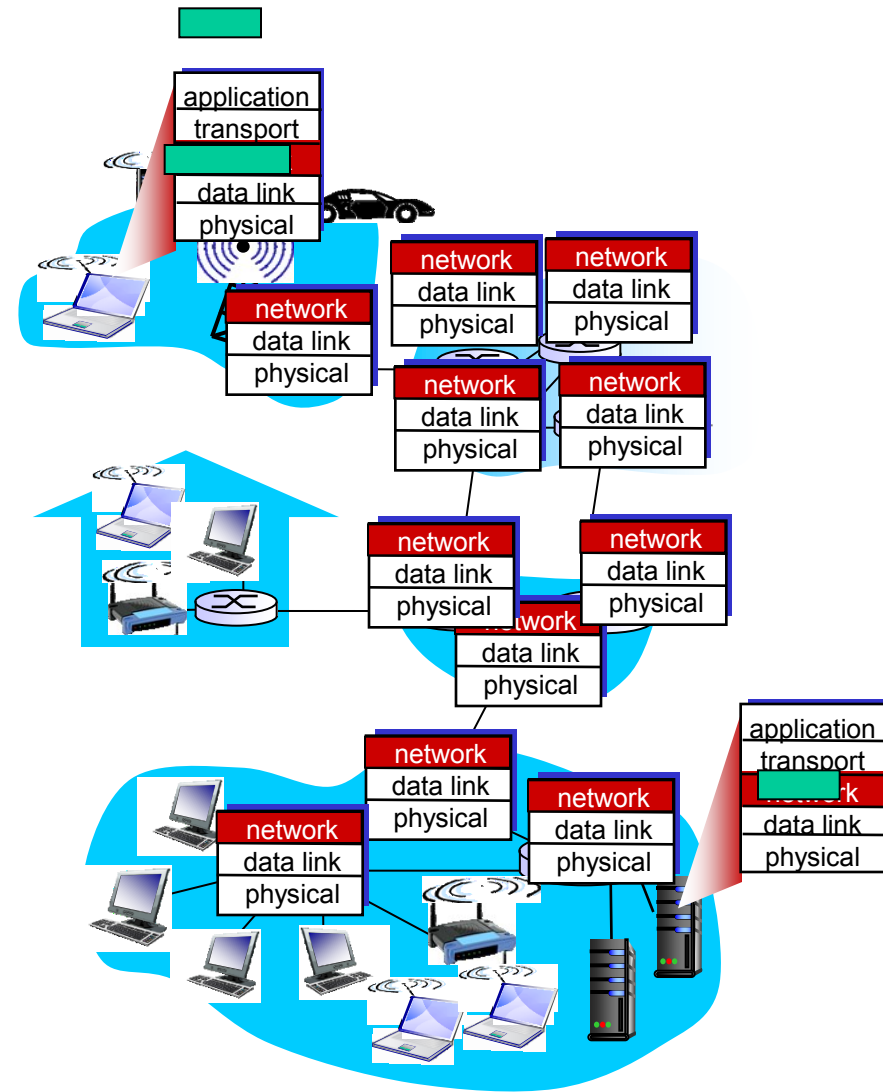 application
transport
data link
physical
network
data link
physical
network
data link
physical
network
data link
physical
network
data link
physical
network
data link
physical
network
data link
physical
network
data link
physical
network
data link
physical
application
transport
network
data link
physical
network
data link
physical
network
data link
physical
network
data link
physical